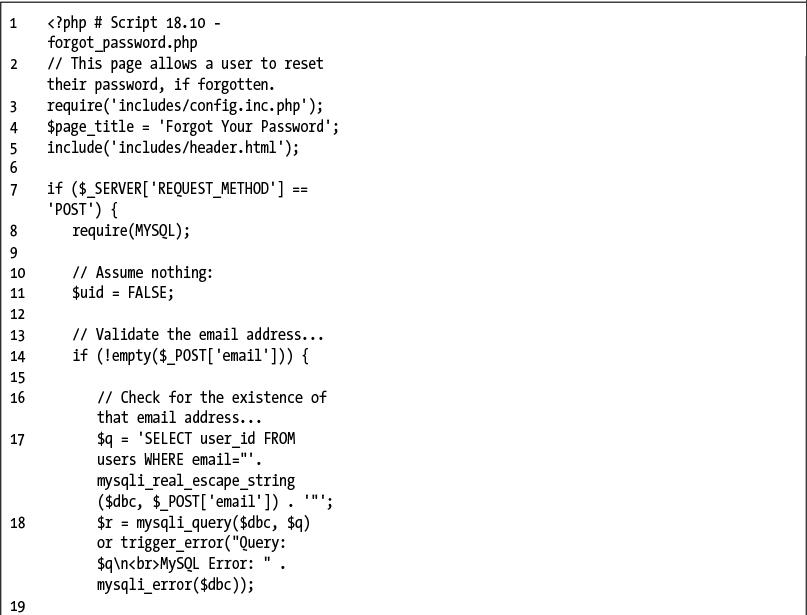 1 <?php # Script 18.10 -
forgot_password.php
2 // This page allows a user to reset
their password, if forgotten.
3 require('includes/config.inc.php');
4 $page_title = 'Forgot Your Password';
5 include('includes/header.html');
6
7 if ($_SERVER['REQUEST_METHOD'] ==
'POST') {
8 require(MYSQL);
9
10 // Assume nothing:
11 $uid = FALSE;
12
13 // Validate the email address...
14 if (!empty($_POST['email'])) {
15
16 // Check for the existence of
that email address...
17 $q = 'SELECT user_id FROM
users WHERE email="'.
mysqli_real_escape_string
($dbc, $_POST['email']) . '"';
18 $r = mysqli_query($dbc, $q)
or trigger_error("Query:
$q\n<br>MySQL Error: " .
mysqli_error($dbc));
19